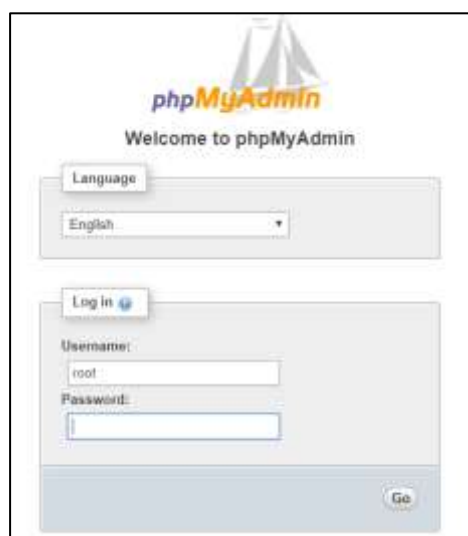 phpMyAdmin
Welcome to phpMyAdmin
Language
English
Log in
Username:
root
Password:
Go